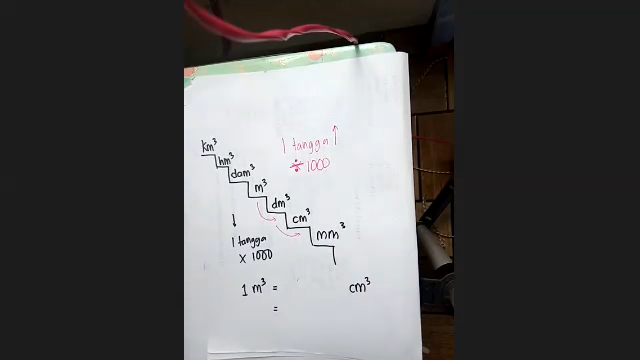 km³
hm³
dam³
m³
dm³
cm³
mm³
1 tangga ↑
÷ 1000
↓
1 tangga
x 1000
1 m³ = cm³
=